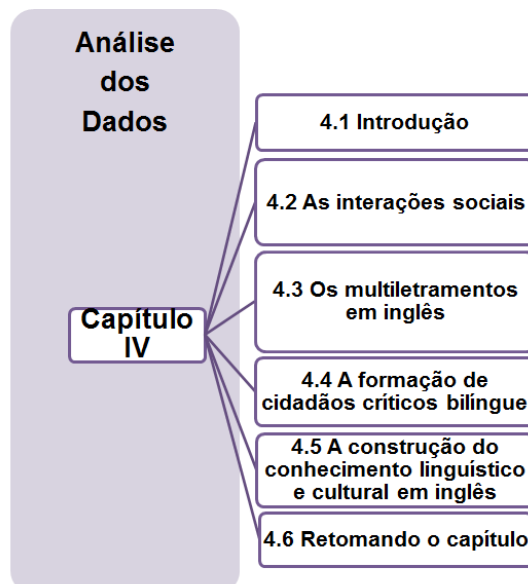 Análise
dos
Dados
Capítulo
IV
4.1 Introdução
4.2 As interações sociais
4.3 Os multiletramentos
em inglês
4.4 A formação de
cidadãos críticos bilíngue
4.5 A construção do
conhecimento linguístico
e cultural em inglês
4.6 Retomando o capítulo